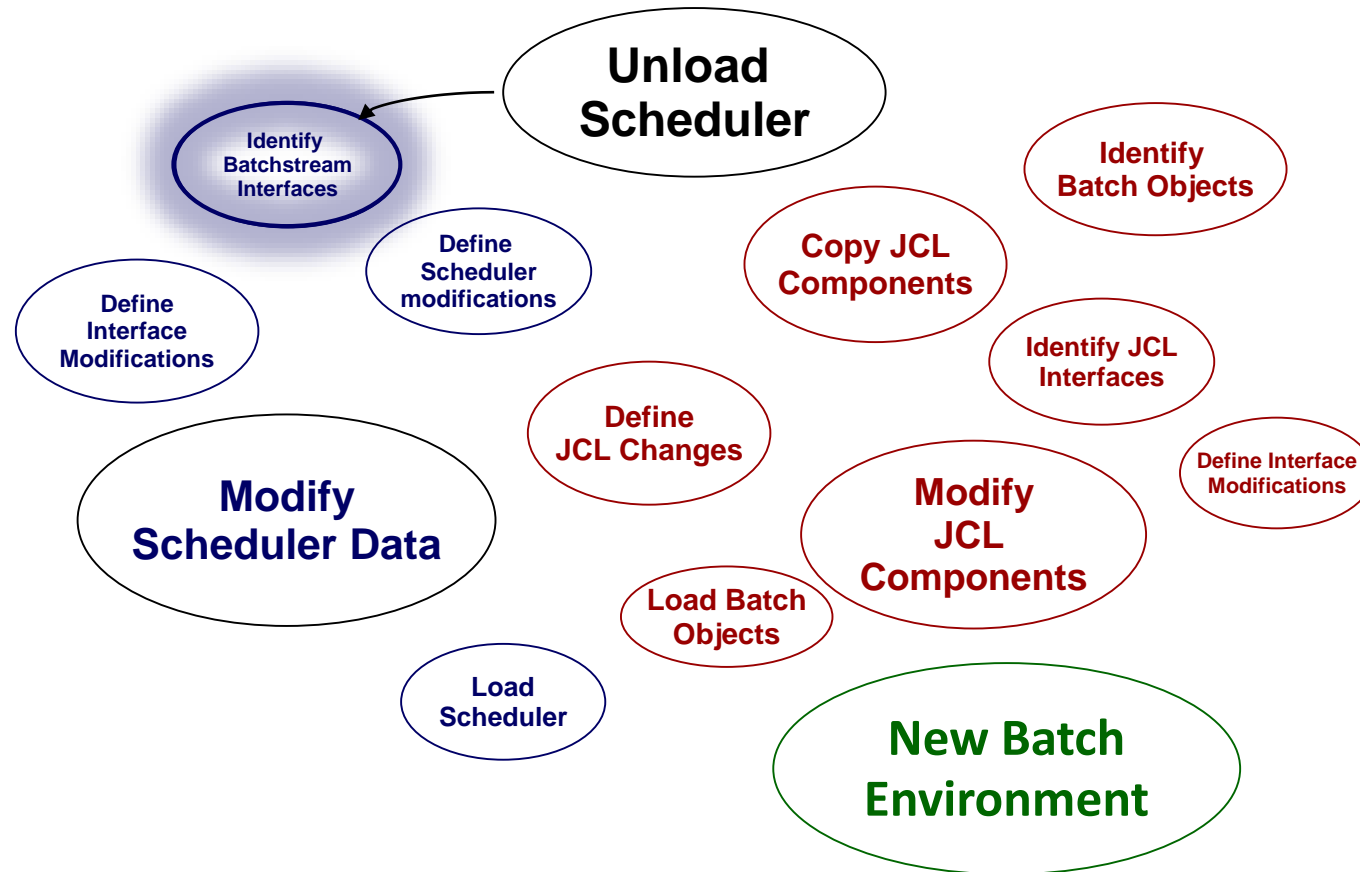 Unload
Scheduler
Identify
Batchstream
Interfaces
Identify
Batch Objects
Define
Scheduler
modifications
Copy JCL
Components
Define
Interface
Modifications
Identify JCL
Interfaces
Define
JCL Changes
Define Interface
Modifications
Modify
Scheduler Data
Modify
JCL
Components
Load Batch
Objects
Load
Scheduler
New Batch
Environment